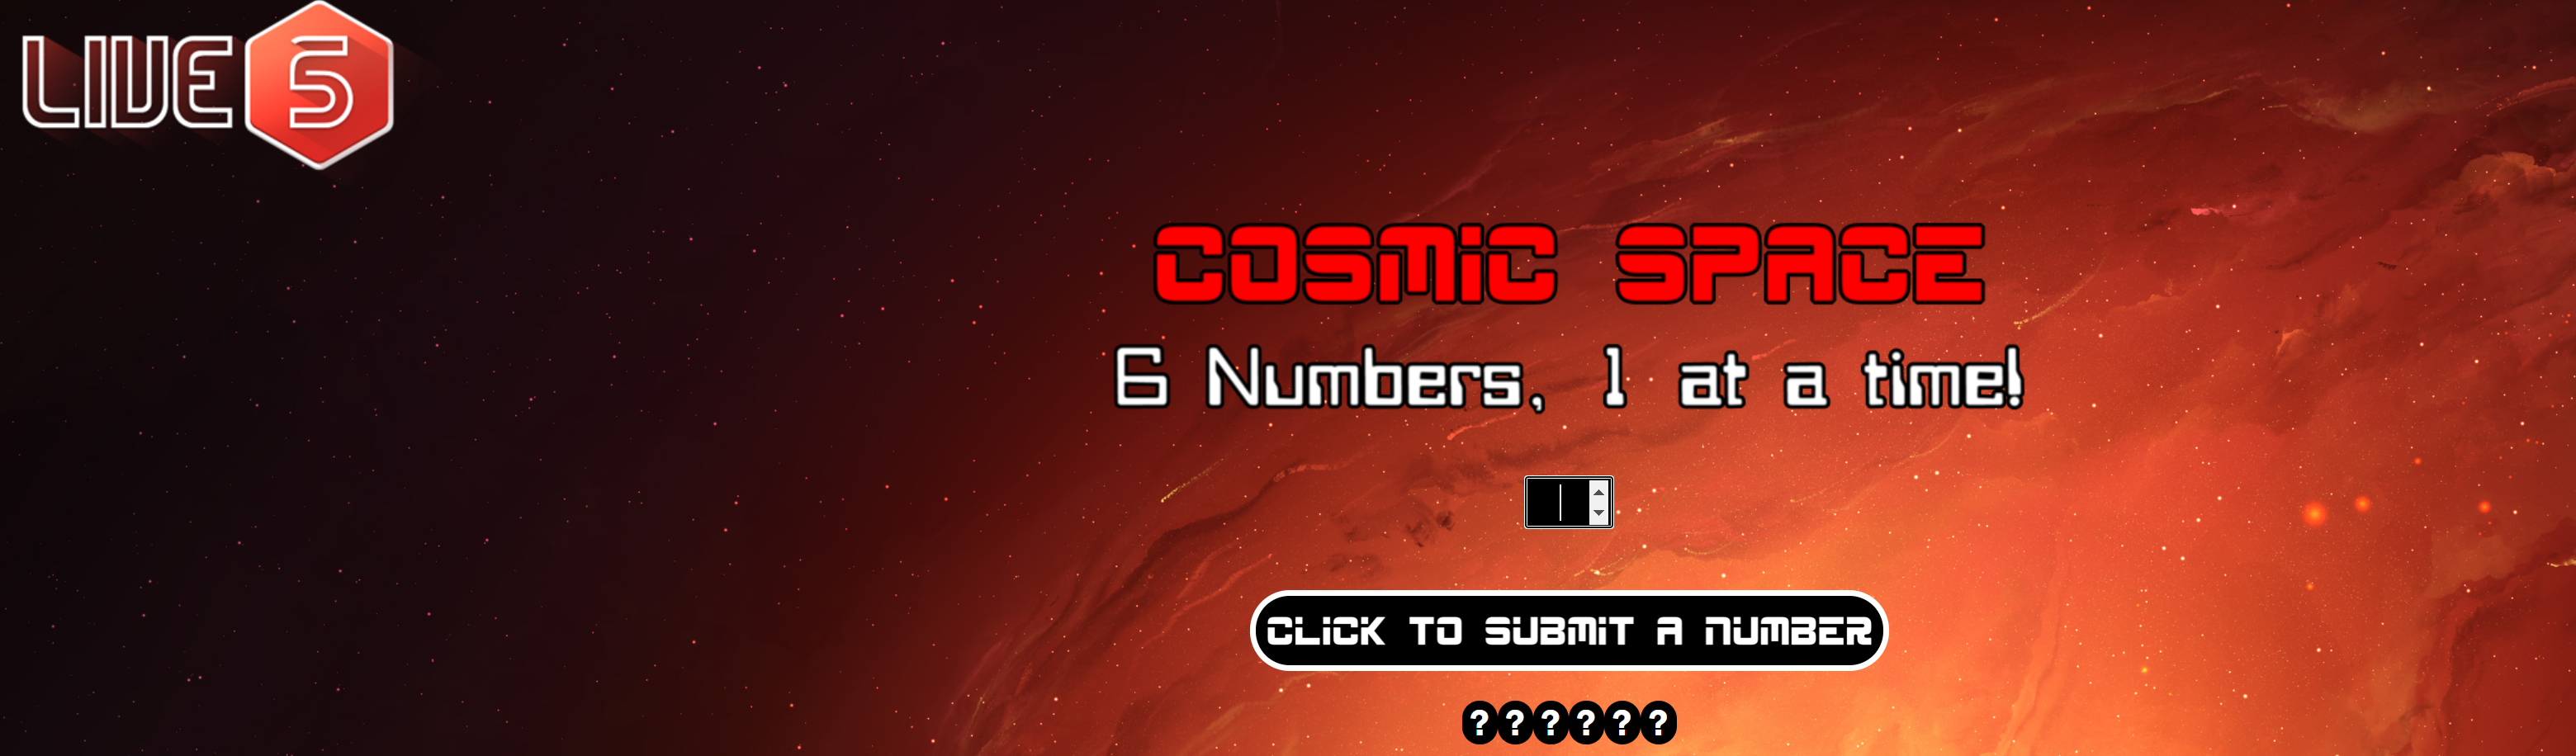 LIVE 5
COSMIC SPACE
6 Numbers, 1 at a time!
CLICK TO SUBMIT A NUMBER
??????